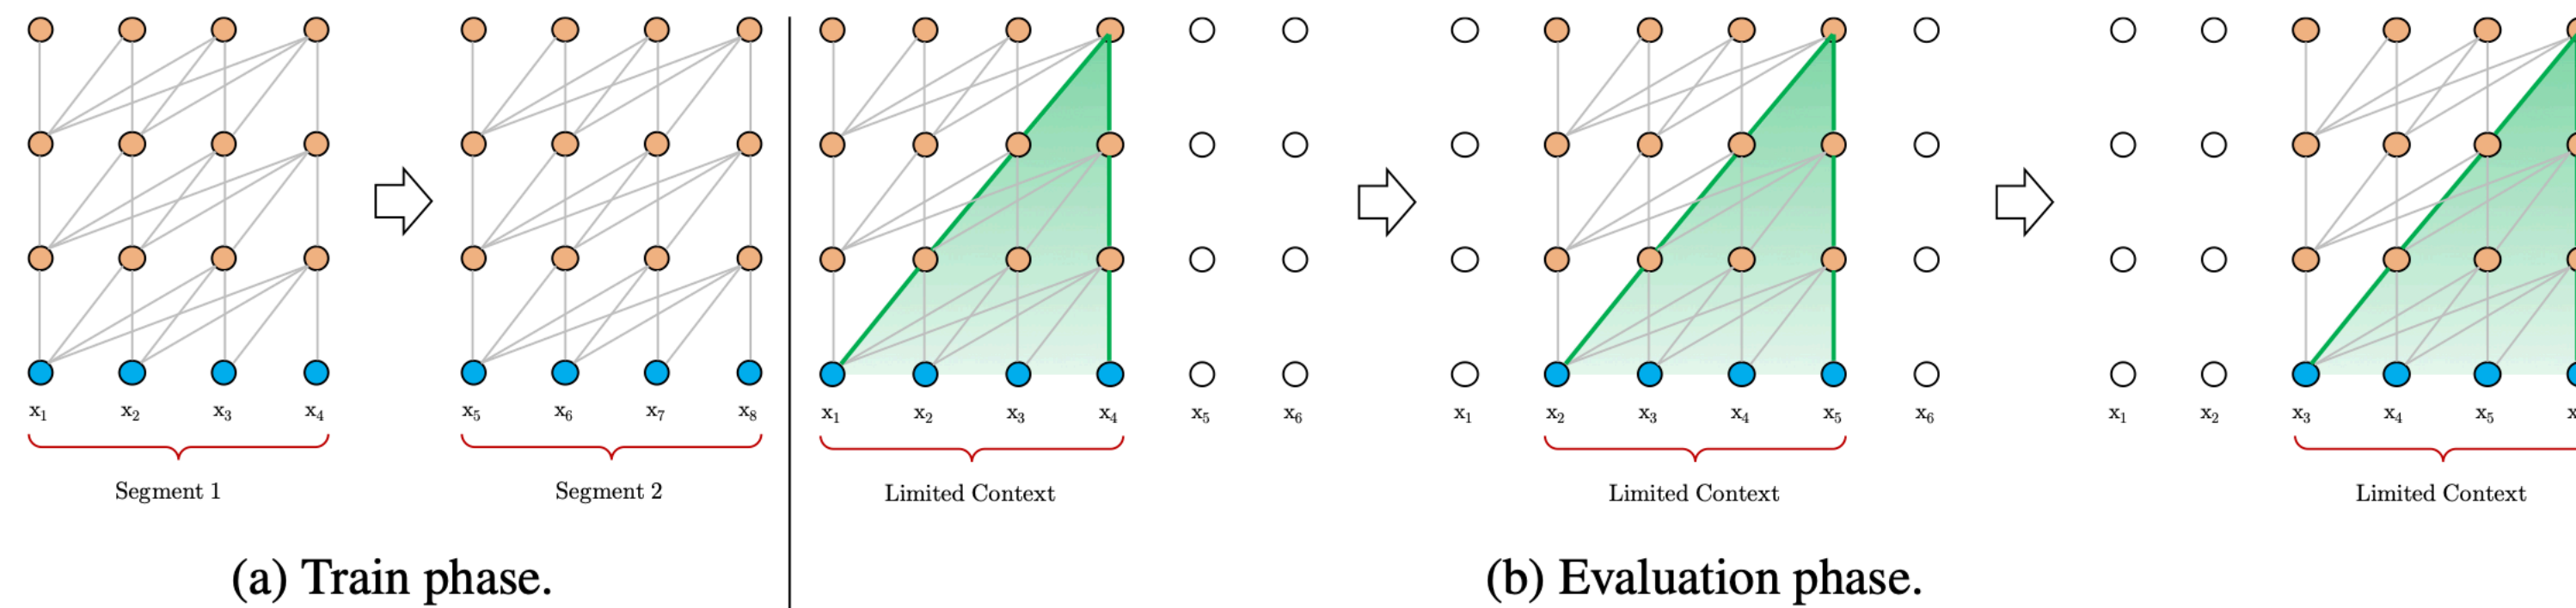 x₁ x₂ x₃ x₄
Segment 1
x₅ x₆ x₇ x₈
Segment 2
(a) Train phase.
x₁ x₂ x₃ x₄ x₅ x₆
Limited Context
x₁ x₂ x₃ x₄ x₅ x₆
Limited Context
x₁ x₂ x₃ x₄ x₅
Limited Context
(b) Evaluation phase.